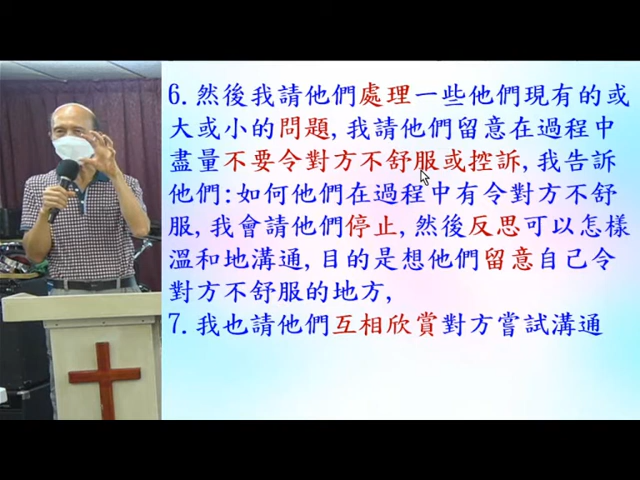 6.然後我請他們處理一些他們現有的或
大或小的問題,我請他們留意在過程中
盡量不要令對方不舒服或控訴,我告訴
他們:如何他們在過程中有令對方不舒
服,我會請他們停止,然後反思可以怎樣
溫和地溝通,目的是想他們留意自己令
對方不舒服的地方,
7.我也請他們互相欣賞對方嘗試溝通